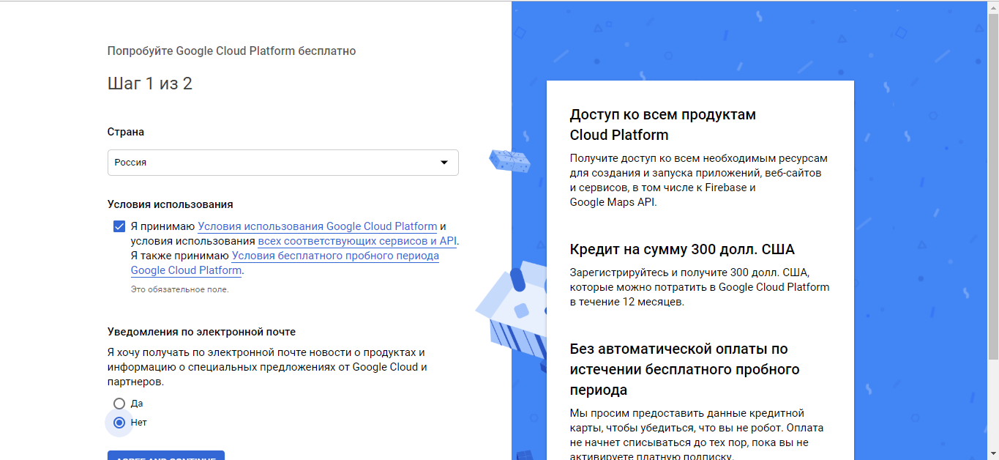 Попробуйте Google Cloud Platform бесплатно
Шаг 1 из 2
Страна
Россия
Условия использования
Я принимаю Условия использования Google Cloud Platform и
условия использования всех соответствующих сервисов и API.
Я также принимаю Условия бесплатного пробного периода
Google Cloud Platform.
Это обязательное поле.
Уведомления по электронной почте
Я хочу получать по электронной почте новости о продуктах и
информацию о специальных предложениях от Google Cloud и
партнеров.
Да
Нет
AGREE AND CONTINUE
Доступ ко всем продуктам
Cloud Platform
Получите доступ ко всем необходимым ресурсам
для создания и запуска приложений, веб-сайтов
и сервисов, в том числе к Firebase и
Google Maps API.
Кредит на сумму 300 долл. США
Зарегистрируйтесь и получите 300 долл. США,
которые можно потратить в Google Cloud Platform
в течение 12 месяцев.
Без автоматической оплаты по
истечении бесплатного пробного
периода
Мы просим предоставить данные кредитной
карты, чтобы убедиться, что вы не робот. Оплата
не начнет списываться до тех пор, пока вы не
активируете платную подписку.